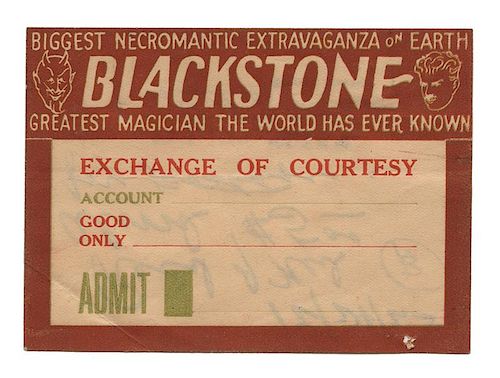 BIGGEST NECROMANTIC EXTRAVAGANZA ON EARTH
BLACKSTONE
GREATEST MAGICIAN THE WORLD HAS EVER KNOWN
EXCHANGE OF COURTESY
ACCOUNT
GOOD
ONLY
ADMIT